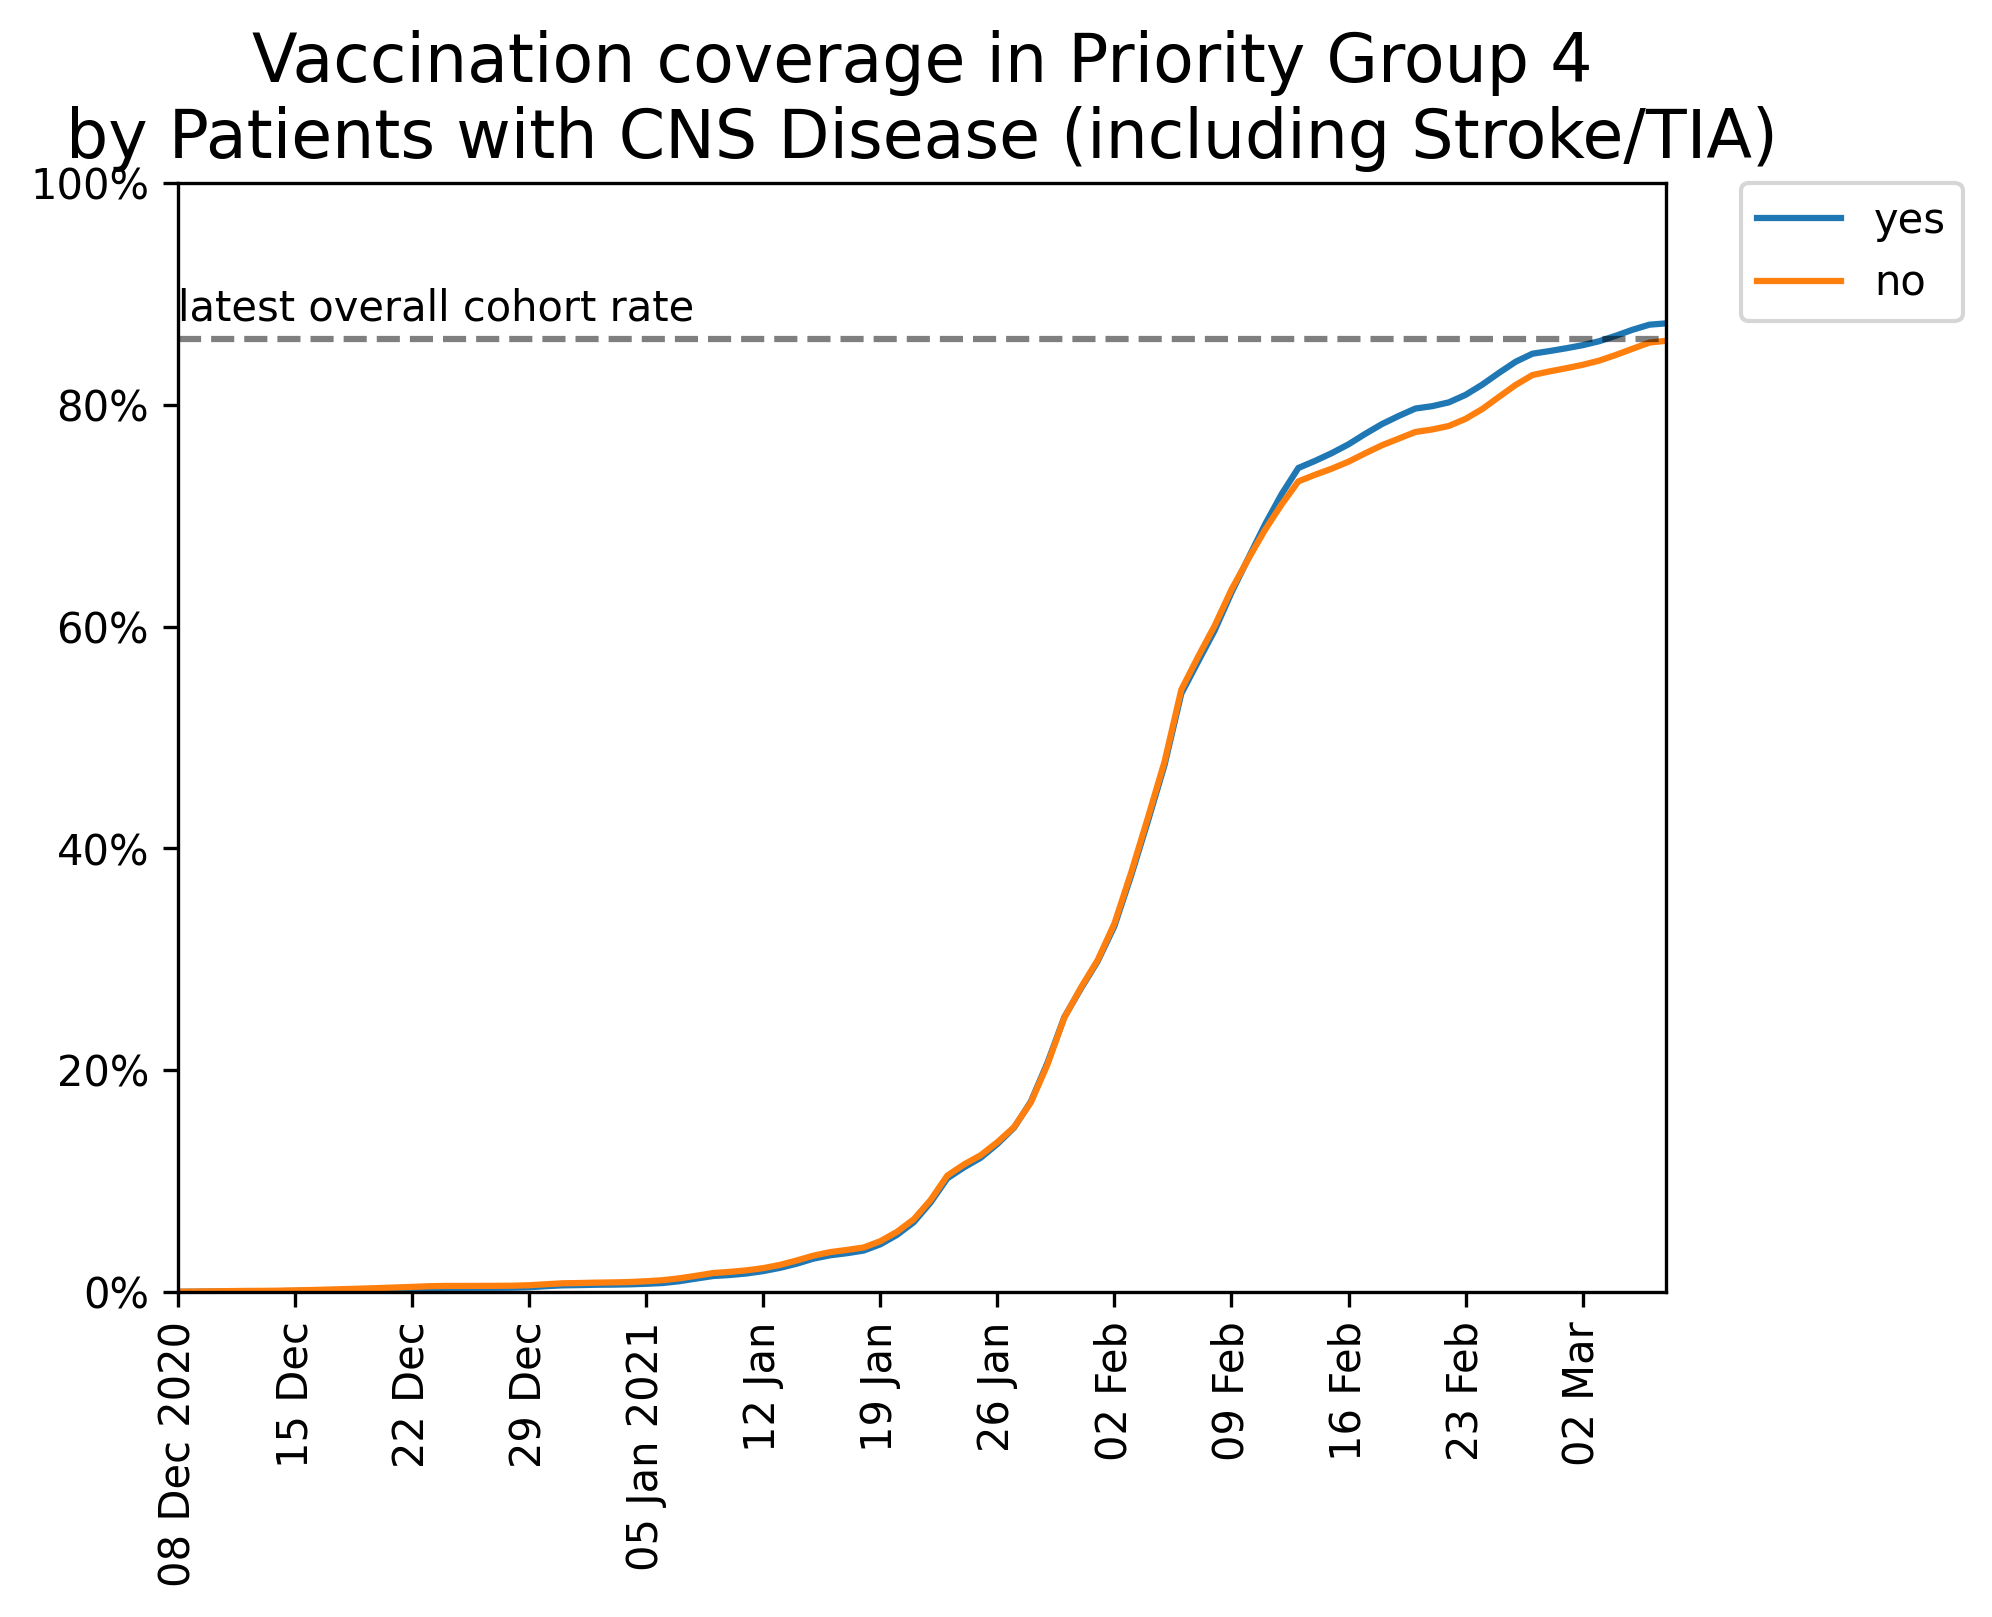 Vaccination coverage in Priority Group 4
by Patients with CNS Disease (including Stroke/TIA)
100%
80%
60%
40%
20%
0%
latest overall cohort rate
yes
no
08 Dec 2020
15 Dec
22 Dec
29 Dec
05 Jan 2021
12 Jan
19 Jan
26 Jan
02 Feb
09 Feb
16 Feb
23 Feb
02 Mar